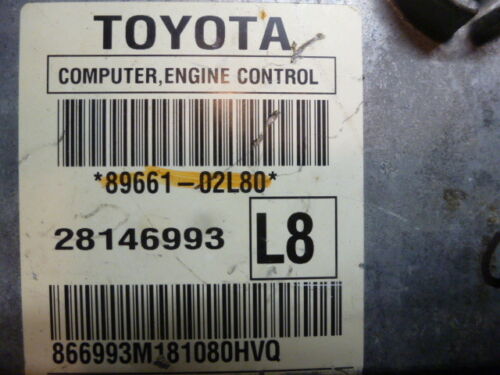 TOYOTA
COMPUTER,ENGINE CONTROL
*89661-02L80*
28146993
L8
866993M181080HVQ